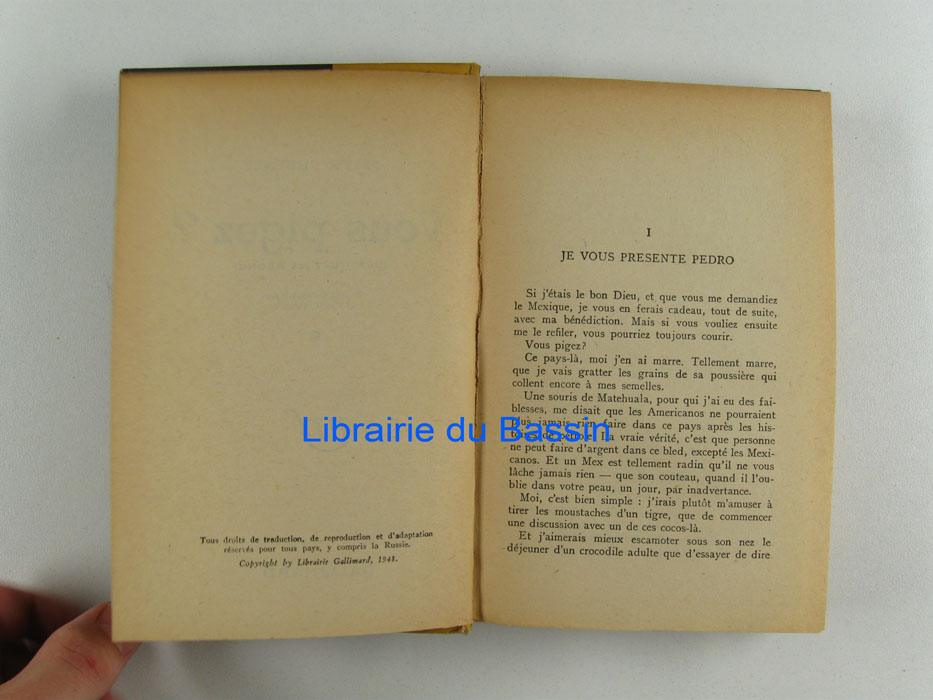 Tous droits de traduction, de reproduction et d'adaptation
réservés pour tous pays, y compris la Russie.
Copyright by Librairie Gallimard, 1948.
I
JE VOUS PRESENTE PEDRO
Si j'étais le bon Dieu, et que vous me demandiez
le Mexique, je vous en ferais cadeau, tout de suite,
avec ma bénédiction. Mais si vous vouliez ensuite
me le refiler, vous pourriez toujours courir.
Vous pigez?
Ce pays-là, moi j'en ai marre. Tellement marre,
que je vais gratter les grains de sa poussière qui
collent encore à mes semelles.
Une souris de Matehuala, pour qui j'ai eu des fai-
blesses, me disait que les Americanos ne pourraient
plus jamais rien faire dans ce pays après les his-
toires de pétrole. La vraie vérité, c'est que personne
ne peut faire d'argent dans ce bled, excepté les Mexi-
canos. Et un Mex est tellement radin qu'il ne vous
lâche jamais rien — que son couteau, quand il l'ou-
blie dans votre peau, un jour, par inadvertance.
Moi, c'est bien simple : j'irais plutôt m'amuser à
tirer les moustaches d'un tigre, que de commencer
une discussion avec un de ces cocos-là.
Et j'aimerais mieux escamoter sous son nez le
déjeuner d'un crocodile adulte que d'essayer de dire
Librairie du Bassin